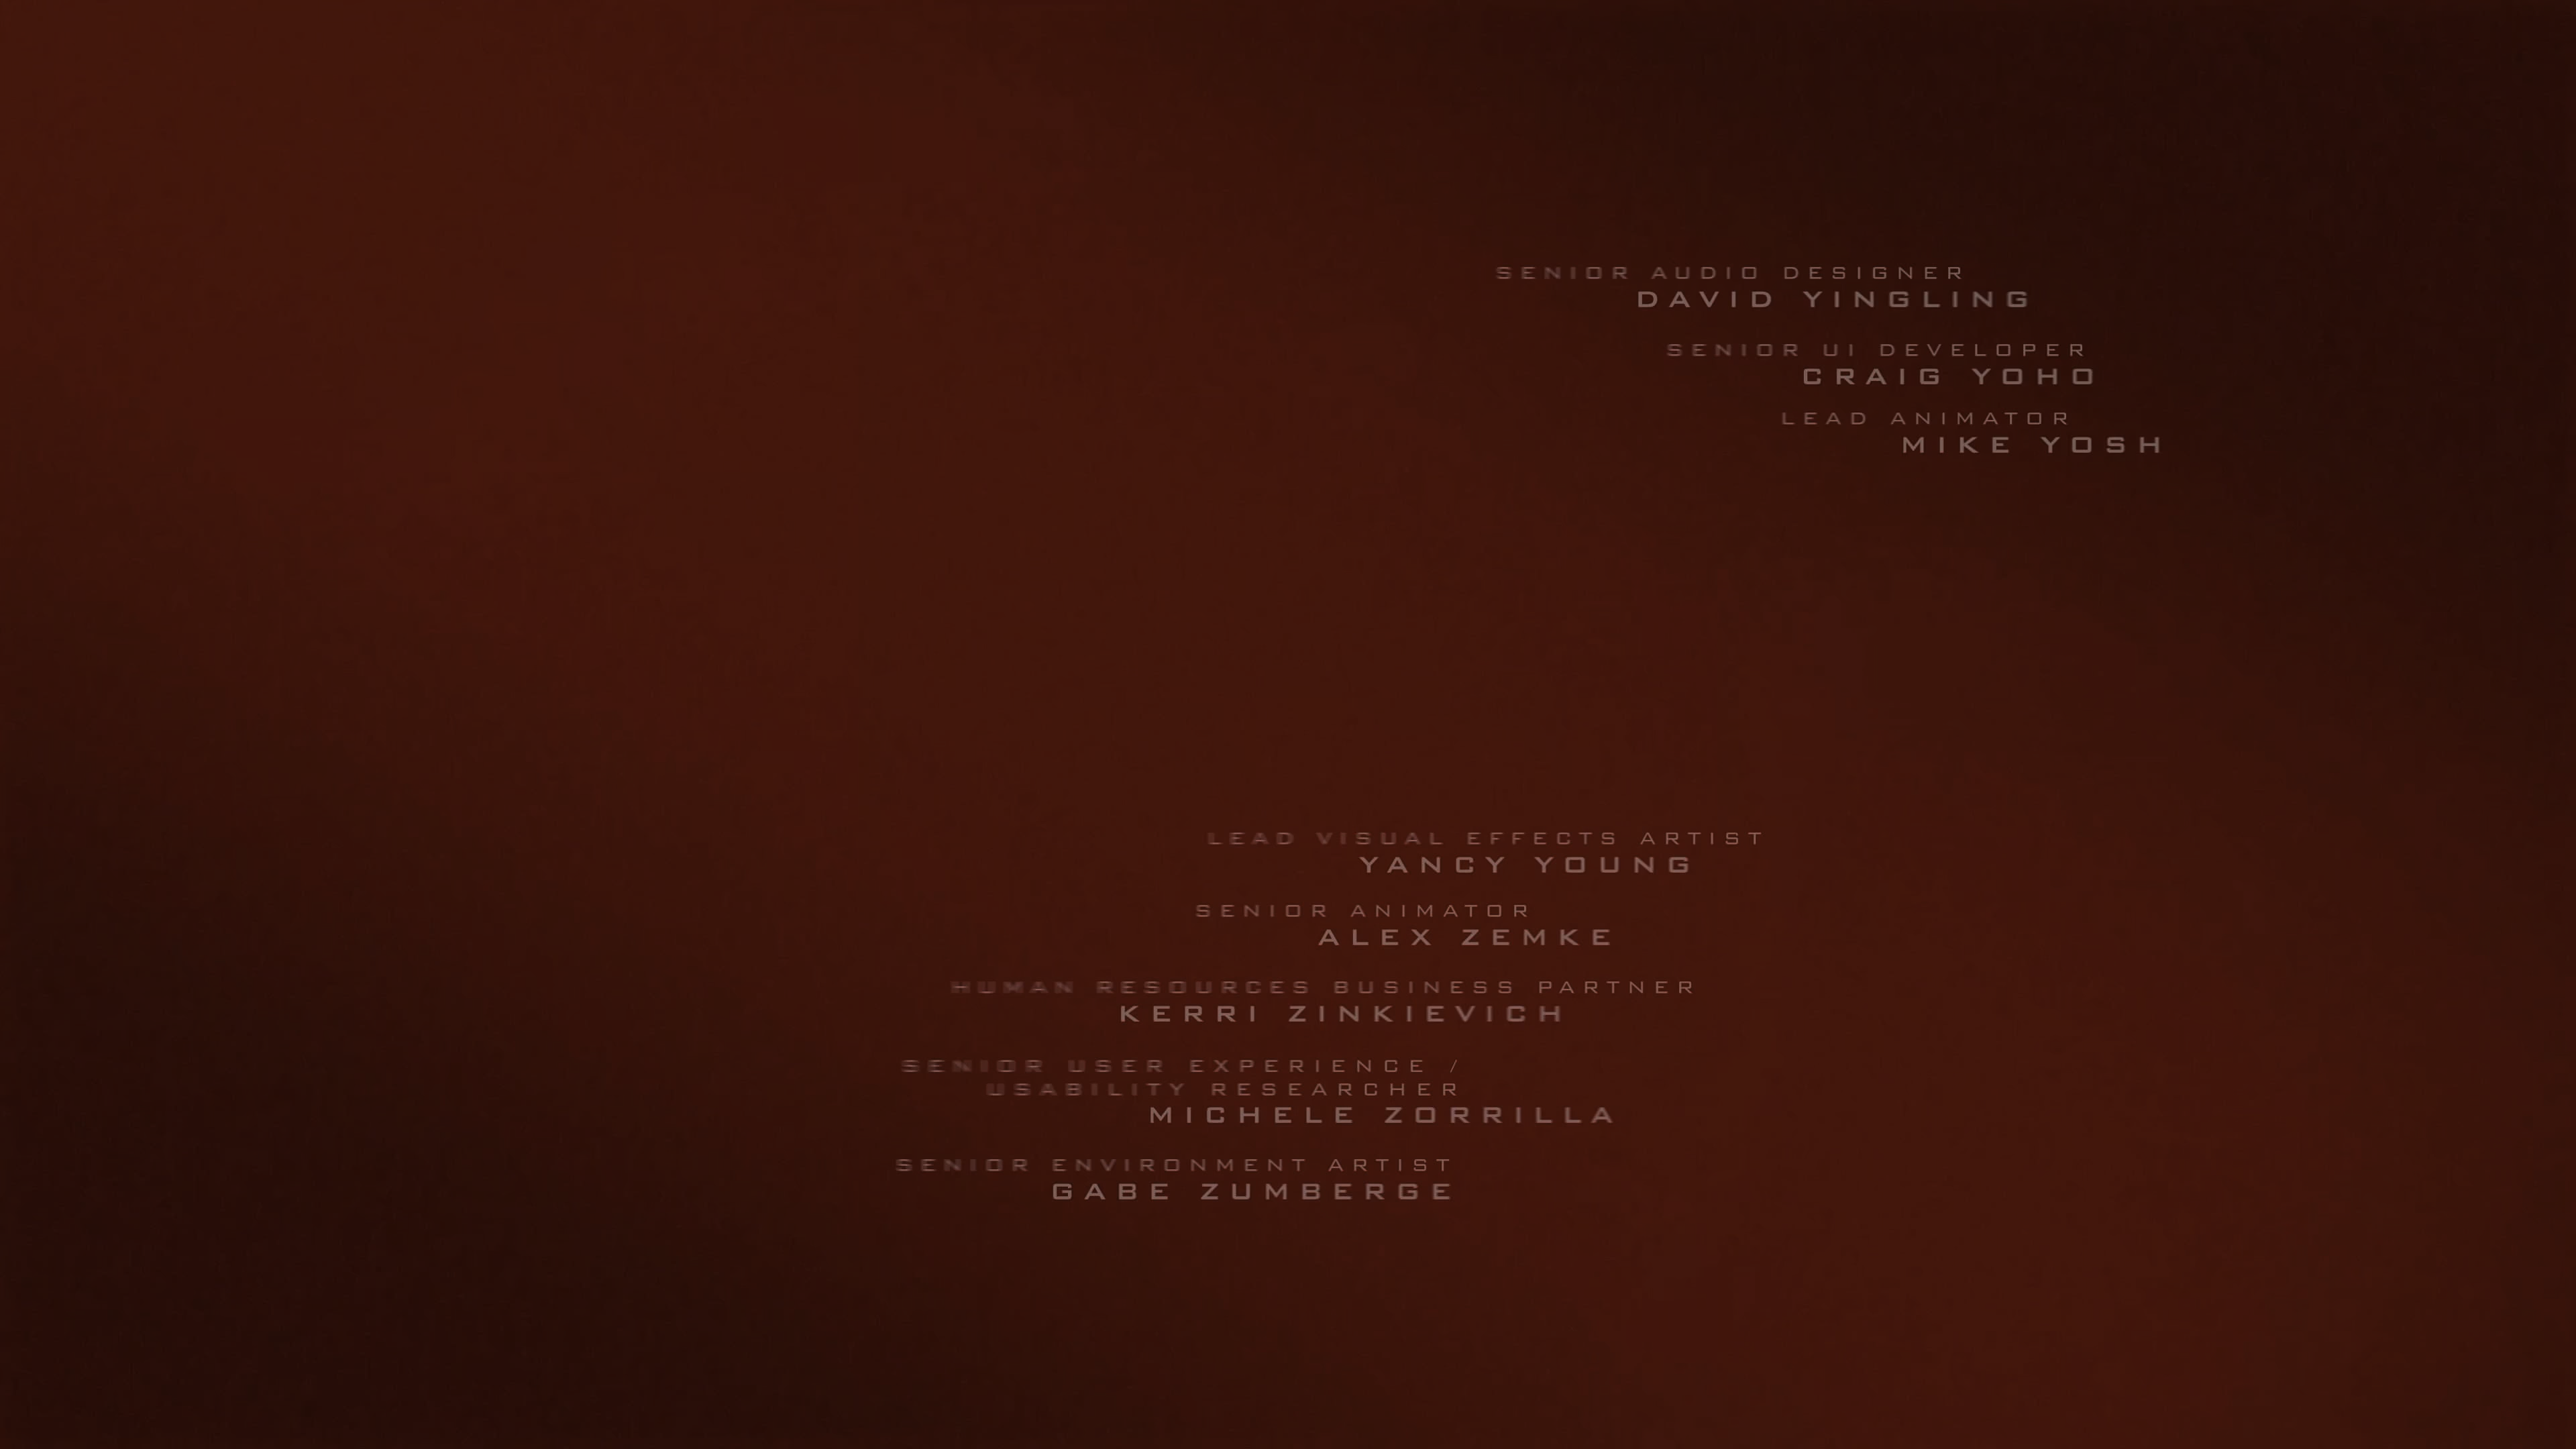 SENIOR AUDIO DESIGNER
DAVID YINGLING
SENIOR UI DEVELOPER
CRAIG YOHO
LEAD ANIMATOR
MIKE YOSH
LEAD VISUAL EFFECTS ARTIST
YANCY YOUNG
SENIOR ANIMATOR
ALEX ZEMKE
HUMAN RESOURCES BUSINESS PARTNER
KERRI ZINKIEVICH
SENIOR USER EXPERIENCE /
USABILITY RESEARCHER
MICHELE ZORRILLA
SENIOR ENVIRONMENT ARTIST
GABE ZUMBERGE